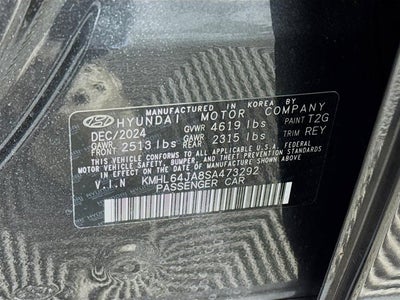 MANUFACTURED IN KOREA BY
HYUNDAI MOTOR COMPANY
DEC/2024 GVWR 4619 lbs PAINT T2G
GAWR FRONT 2513 lbs GAWR REAR 2315 lbs TRIM REY
THIS VEHICLE CONFORMS TO ALL APPLICABLE
FEDERAL MOTOR VEHICLE SAFETY, BUMPER, AND
THEFT PREVENTION STANDARDS IN EFFECT ON THE
DATE OF MANUFACTURE SHOWN ABOVE.
V.I.N KMHL64JA8SA473292
PASSENGER CAR